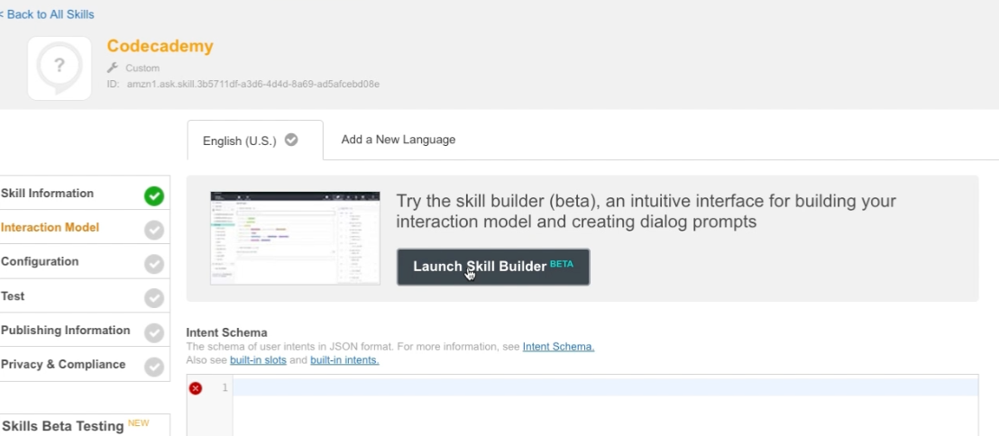 < Back to All Skills
?
Codecademy
Custom
ID: amzn1.ask.skill.3b5711df-a3d6-4d4d-8a69-ad5afcebd08e
English (U.S.)
Add a New Language
Skill Information
Interaction Model
Configuration
Test
Publishing Information
Privacy & Compliance
Skills Beta Testing NEW
Try the skill builder (beta), an intuitive interface for building your
interaction model and creating dialog prompts
Launch Skill Builder BETA
Intent Schema
The schema of user intents in JSON format. For more information, see Intent Schema.
Also see built-in slots and built-in intents.
1